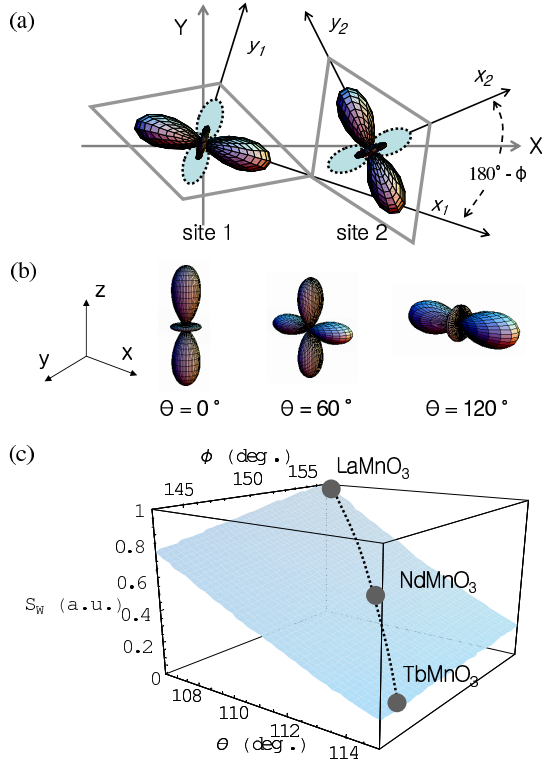 (a)
Y
y₁
y₂
x₂
X
180°- ϕ
x₁
site 1
site 2
(b)
z
y
x
Θ = 0°
Θ = 60°
Θ = 120°
(c)
ϕ (deg.)
145
150
155
LaMnO₃
1
0.8
0.6
0.4
0.2
0
S_W (a.u.)
NdMnO₃
TbMnO₃
108
110
112
114
Θ (deg.)